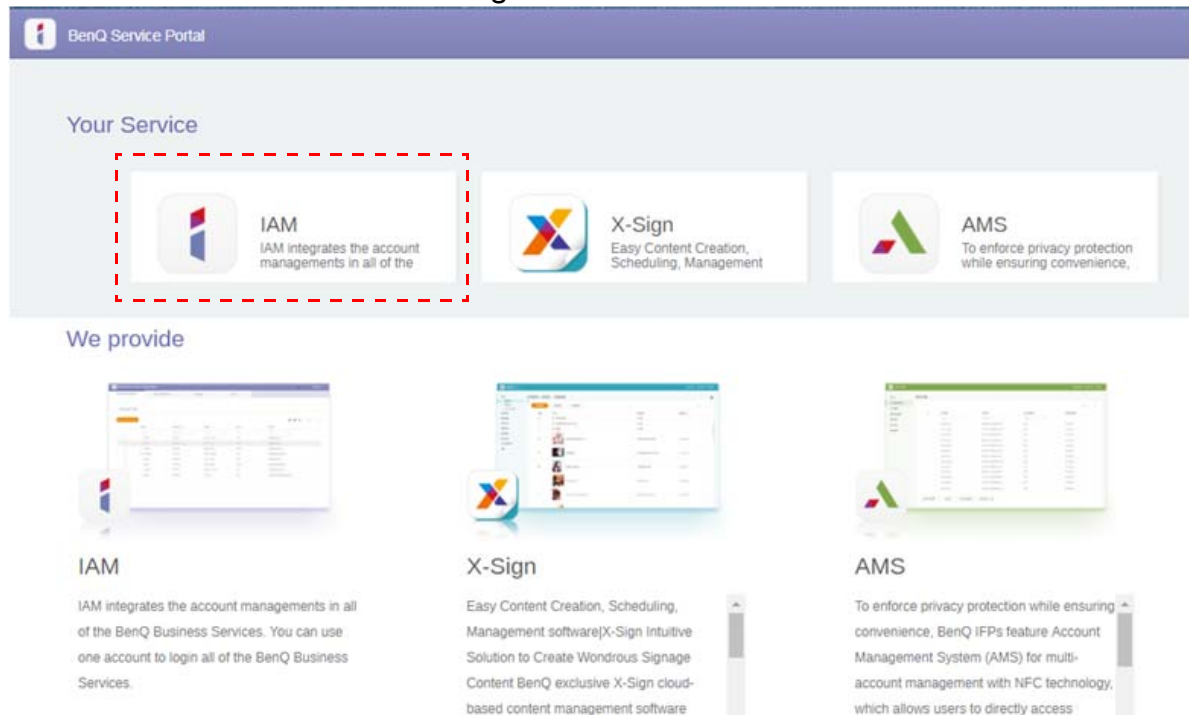 BenQ Service Portal
Your Service
IAM
IAM integrates the account
managements in all of the
X-Sign
Easy Content Creation,
Scheduling, Management
AMS
To enforce privacy protection
while ensuring convenience,
We provide
IAM
IAM integrates the account managements in all
of the BenQ Business Services. You can use
one account to login all of the BenQ Business
Services.
X-Sign
Easy Content Creation, Scheduling,
Management software|X-Sign Intuitive
Solution to Create Wondrous Signage
Content BenQ exclusive X-Sign cloud-
based content management software
AMS
To enforce privacy protection while ensuring
convenience, BenQ IFPs feature Account
Management System (AMS) for multi-
account management with NFC technology,
which allows users to directly access